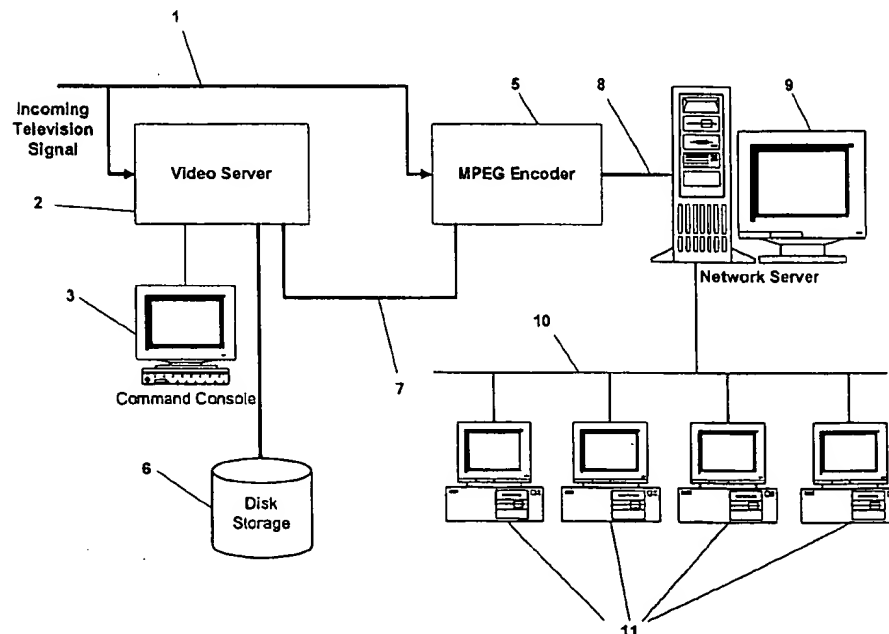 1
Incoming
Television
Signal
2
Video Server
5
MPEG Encoder
8
9
Network Server
3
Command Console
7
10
6
Disk
Storage
11